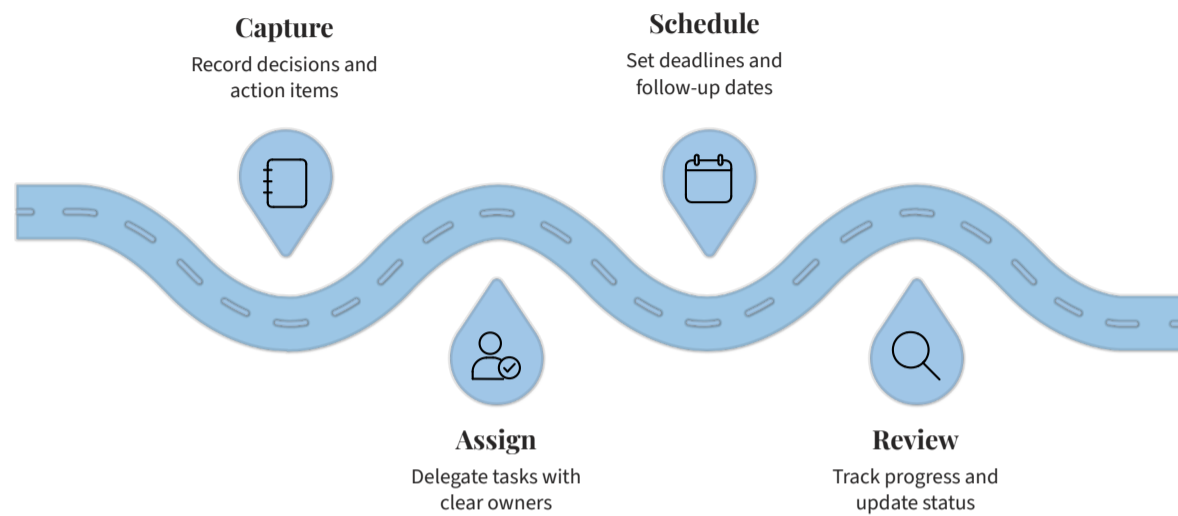 Capture
Record decisions and
action items
Assign
Delegate tasks with
clear owners
Schedule
Set deadlines and
follow-up dates
Review
Track progress and
update status